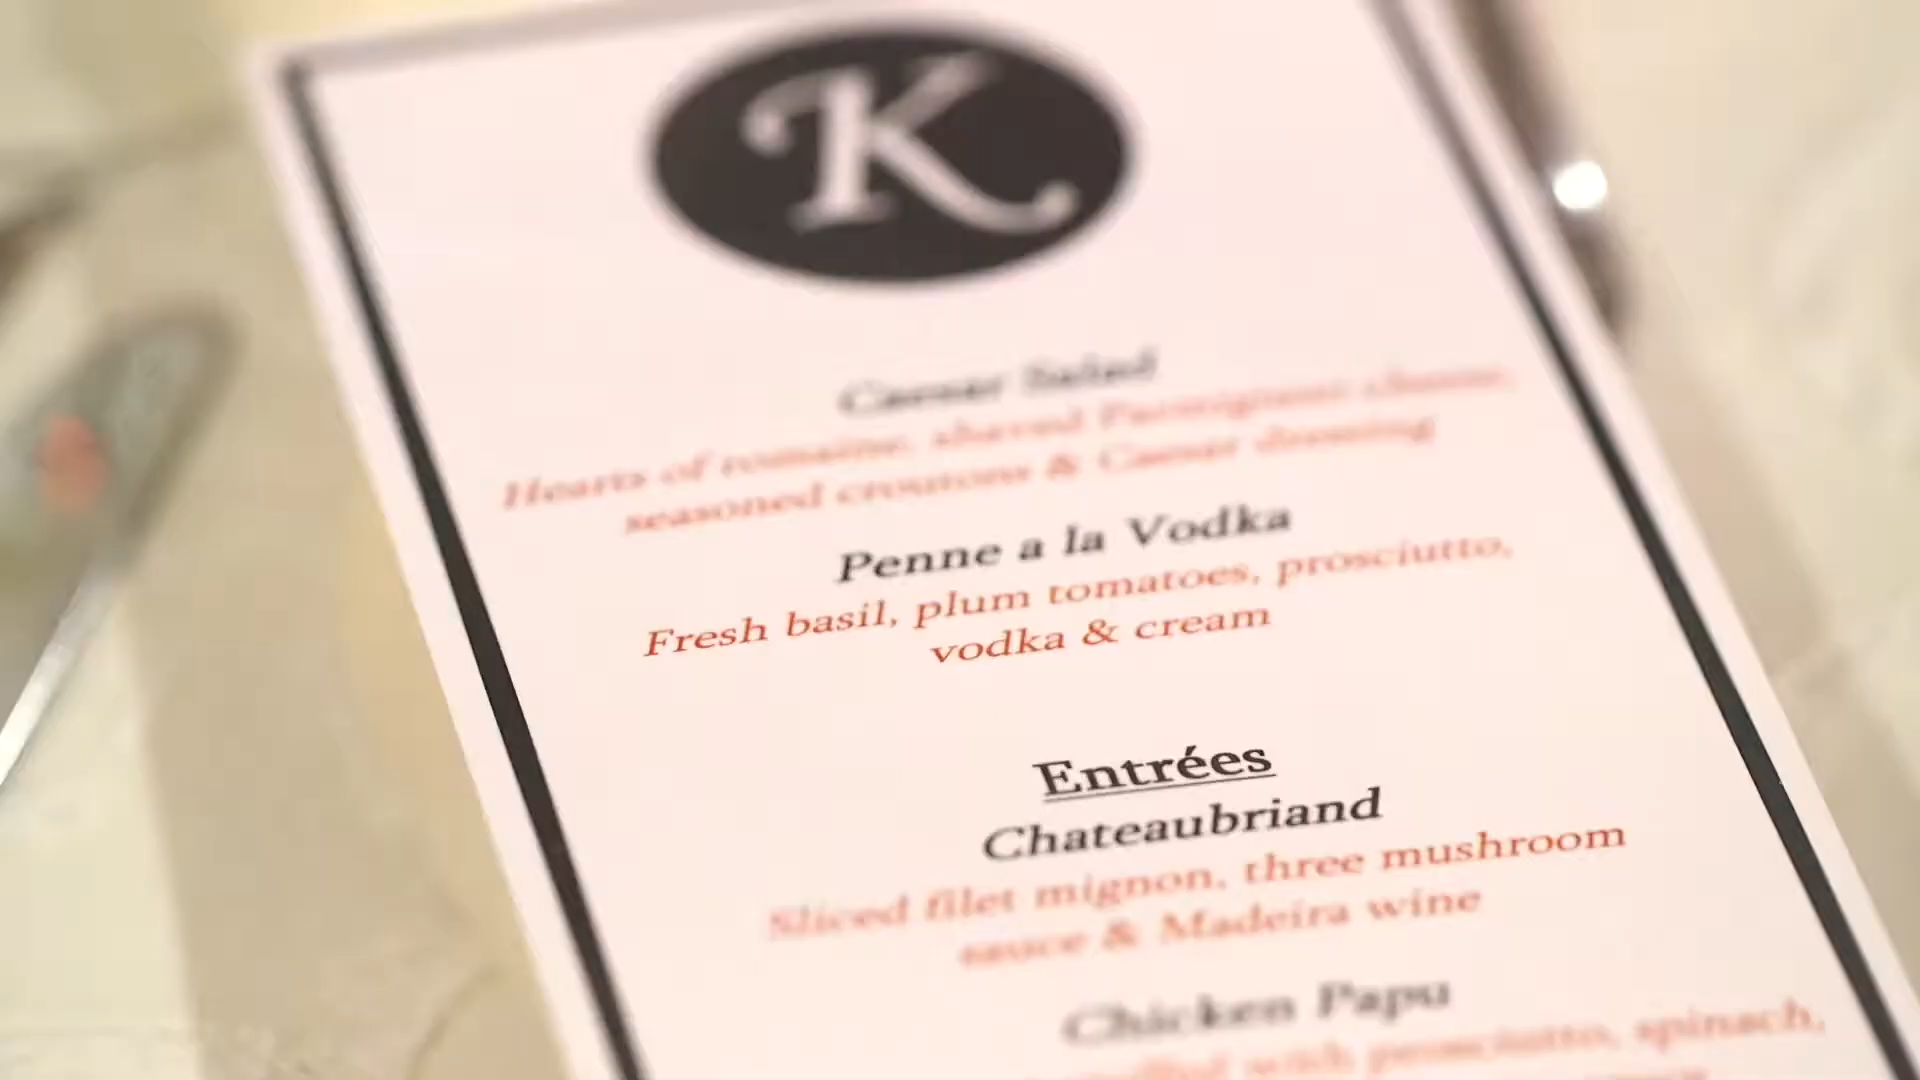 K
Caesar Salad
Hearts of romaine, shaved Parmigiano cheese,
seasoned croutons & Caesar dressing
Penne a la Vodka
Fresh basil, plum tomatoes, prosciutto,
vodka & cream
Entrées
Chateaubriand
Sliced filet mignon, three mushroom
sauce & Madeira wine
Chicken Papu
with prosciutto, spinach,